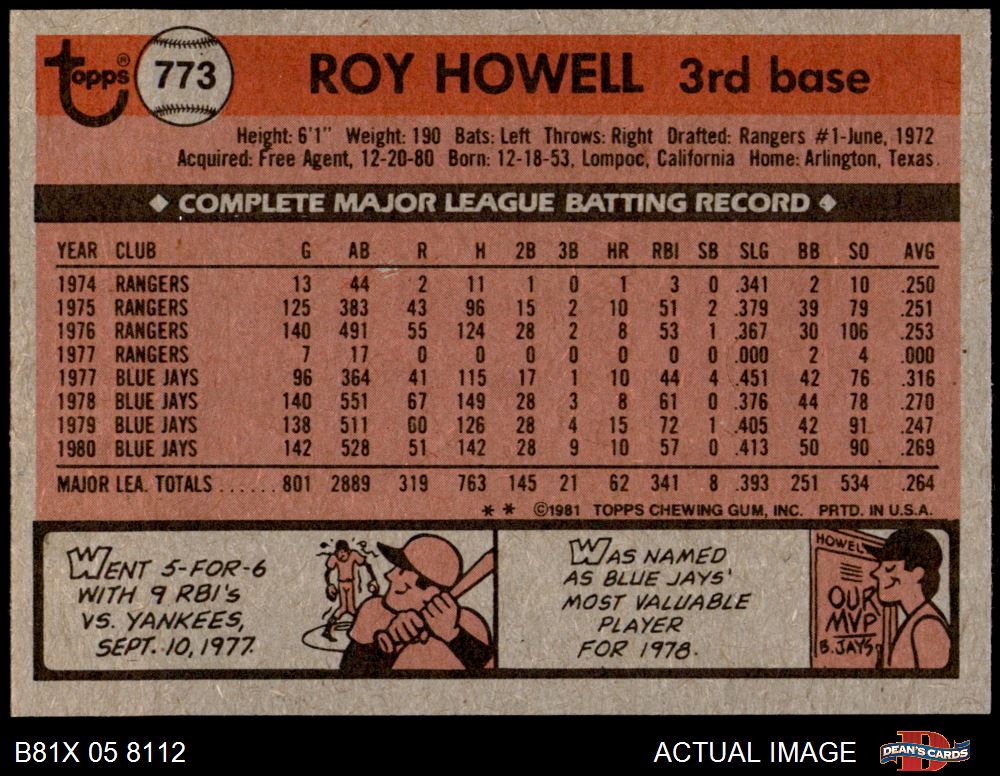 Topps®
773
ROY HOWELL 3rd base
Height: 6'1" Weight: 190 Bats: Left Throws: Right Drafted: Rangers #1-June, 1972
Acquired: Free Agent, 12-20-80 Born: 12-18-53, Lompoc, California Home: Arlington, Texas
◆ COMPLETE MAJOR LEAGUE BATTING RECORD ◆
YEAR CLUB G AB R H 2B 3B HR RBI SB SLG BB SO AVG
1974 RANGERS 13 44 2 11 1 0 1 3 0 .341 2 10 .250
1975 RANGERS 125 383 43 96 15 2 10 51 2 .379 39 79 .251
1976 RANGERS 140 491 55 124 28 2 8 53 1 .367 30 106 .253
1977 RANGERS 7 17 0 0 0 0 0 0 0 .000 2 4 .000
1977 BLUE JAYS 96 364 41 115 17 1 10 44 4 .451 42 76 .316
1978 BLUE JAYS 140 551 67 149 28 3 8 61 0 .376 44 78 .270
1979 BLUE JAYS 138 511 60 126 28 4 15 72 1 .405 42 91 .247
1980 BLUE JAYS 142 528 51 142 28 9 10 57 0 .413 50 90 .269
MAJOR LEA. TOTALS ...... 801 2889 319 763 145 21 62 341 8 .393 251 534 .264
* * ©1981 TOPPS CHEWING GUM, INC. PRTD. IN U.S.A.
WENT 5-FOR-6
WITH 9 RBI'S
VS. YANKEES,
SEPT. 10, 1977.
WAS NAMED
AS BLUE JAYS'
MOST VALUABLE
PLAYER
FOR 1978.
HOWELL
OUR
MVP
B. JAYS
B81X 05 8112
ACTUAL IMAGE
D
DEAN'S CARDS